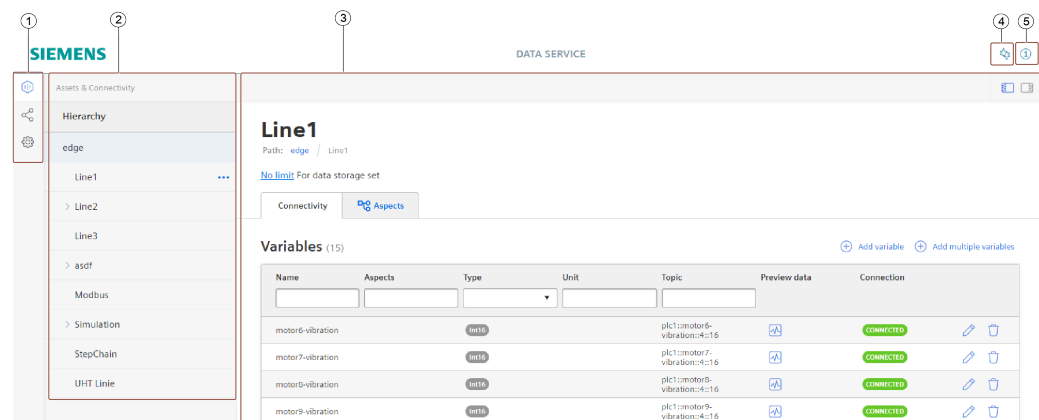 1 2 3 4 5
SIEMENS
DATA SERVICE
Assets & Connectivity
Hierarchy
edge
Line1
Line2
Line3
asdf
Modbus
Simulation
StepChain
UHT Linie
Line1
Path: edge / Line1
No limit For data storage set
Connectivity Aspects
Variables (15)
Add variable Add multiple variables
Name Aspects Type Unit Topic Preview data Connection
motor6-vibration Int16 plc1::motor6-
vibration::4::16 CONNECTED
motor7-vibration Int16 plc1::motor7-
vibration::4::16 CONNECTED
motor8-vibration Int16 plc1::motor8-
vibration::4::16 CONNECTED
motor9-vibration Int16 plc1::motor9-
vibration::4::16 CONNECTED